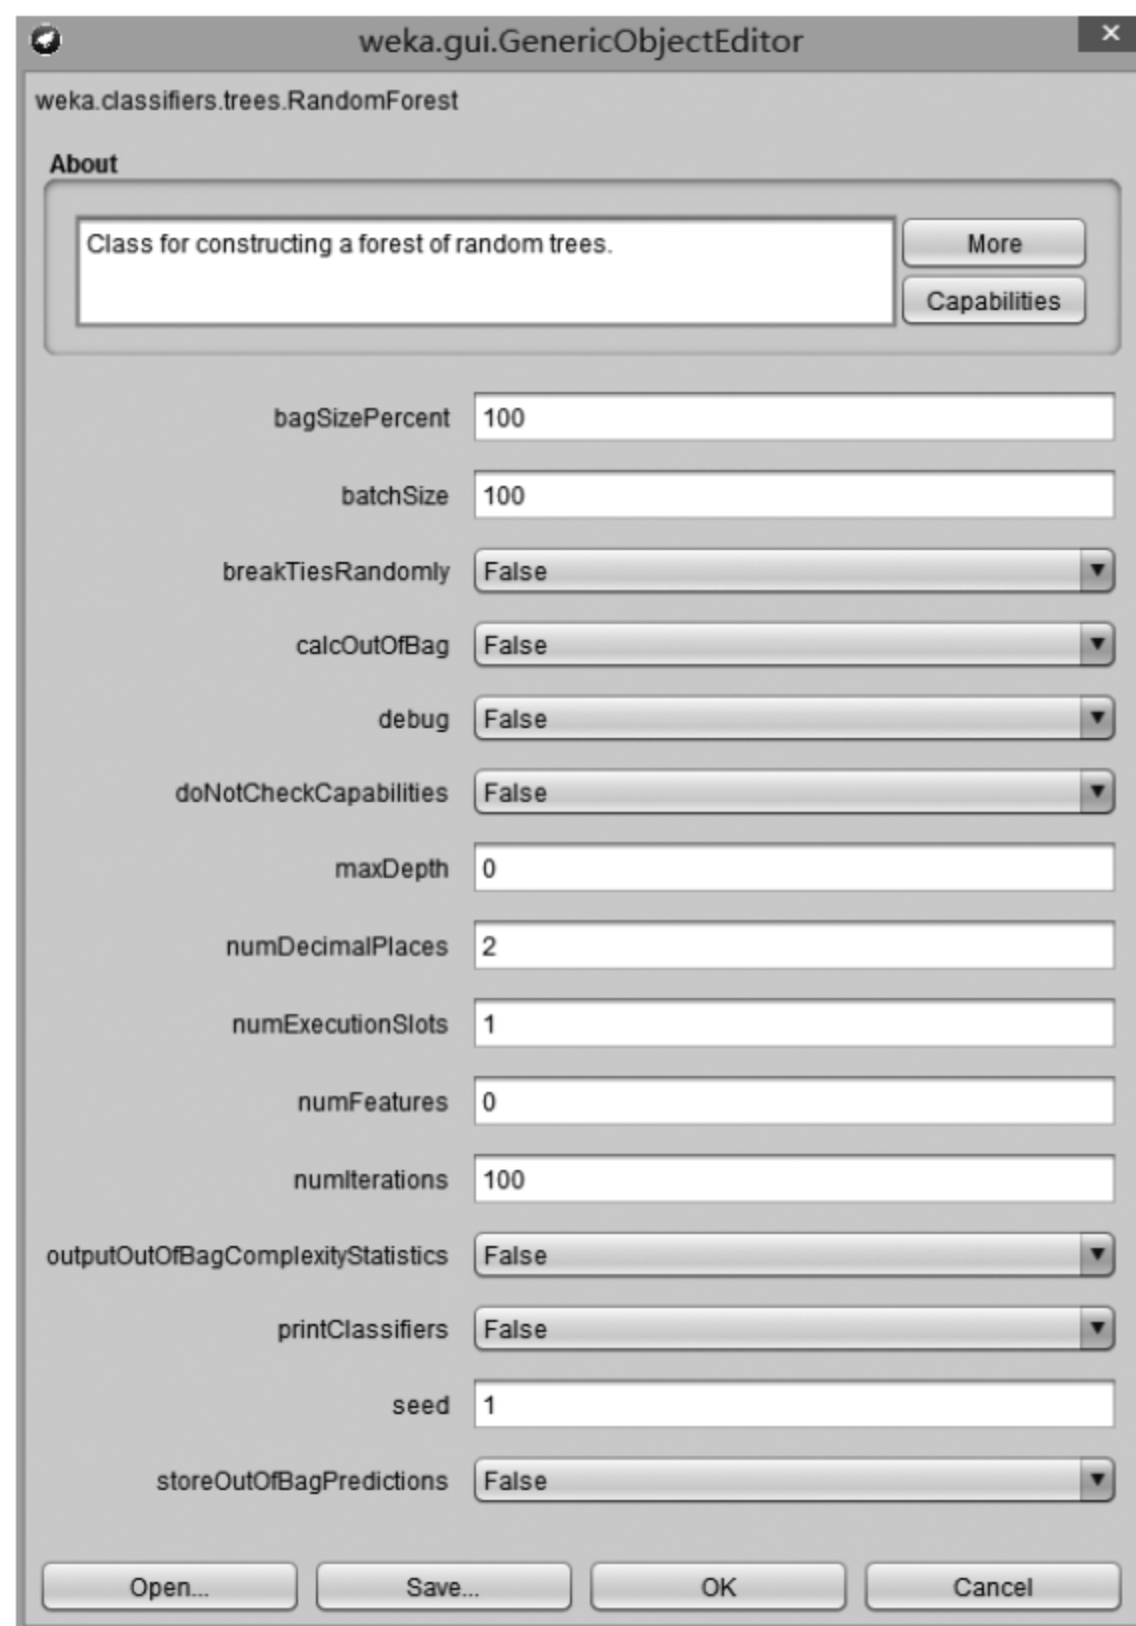 weka.gui.GenericObjectEditor
weka.classifiers.trees.RandomForest
About
Class for constructing a forest of random trees.
More
Capabilities
bagSizePercent 100
batchSize 100
breakTiesRandomly False
calcOutOfBag False
debug False
doNotCheckCapabilities False
maxDepth 0
numDecimalPlaces 2
numExecutionSlots 1
numFeatures 0
numIterations 100
outputOutOfBagComplexityStatistics False
printClassifiers False
seed 1
storeOutOfBagPredictions False
Open... Save... OK Cancel